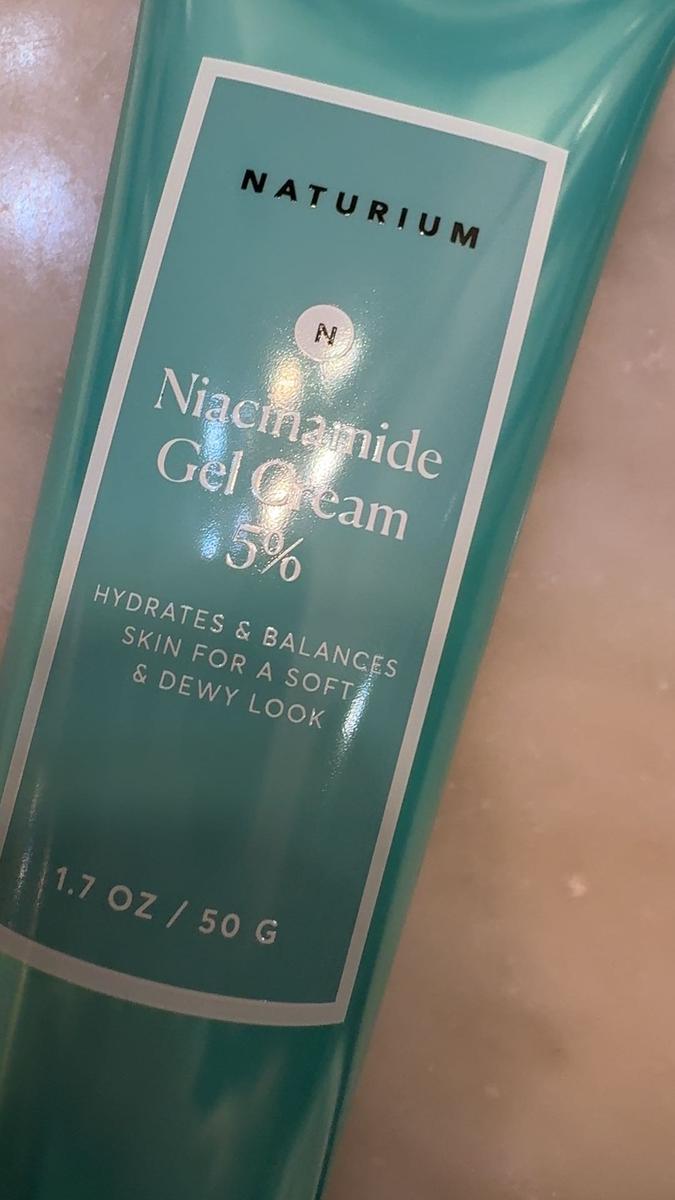 NATURIUM
N
Niacinamide
Gel Cream
5%
HYDRATES & BALANCES
SKIN FOR A SOFT
& DEWY LOOK
1.7 OZ / 50 G